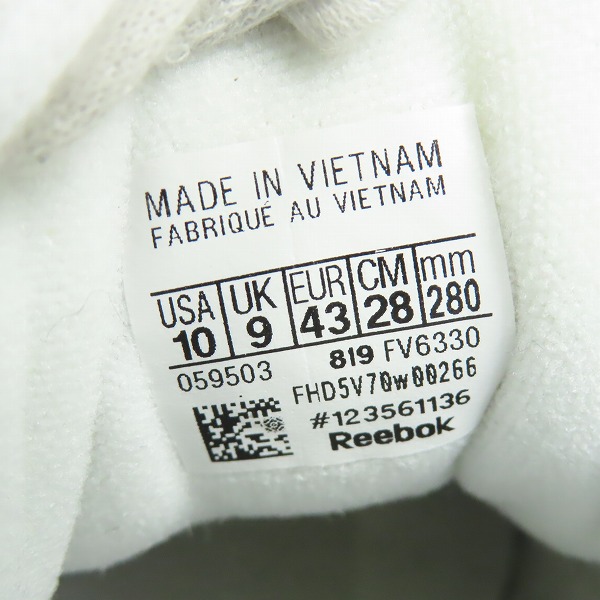 MADE IN VIETNAM
FABRIQUÉ AU VIETNAM
USA UK EUR CM mm
10 9 43 28 280
059503 819 FV6330
FHD5V70w00266
#123561136
Reebok